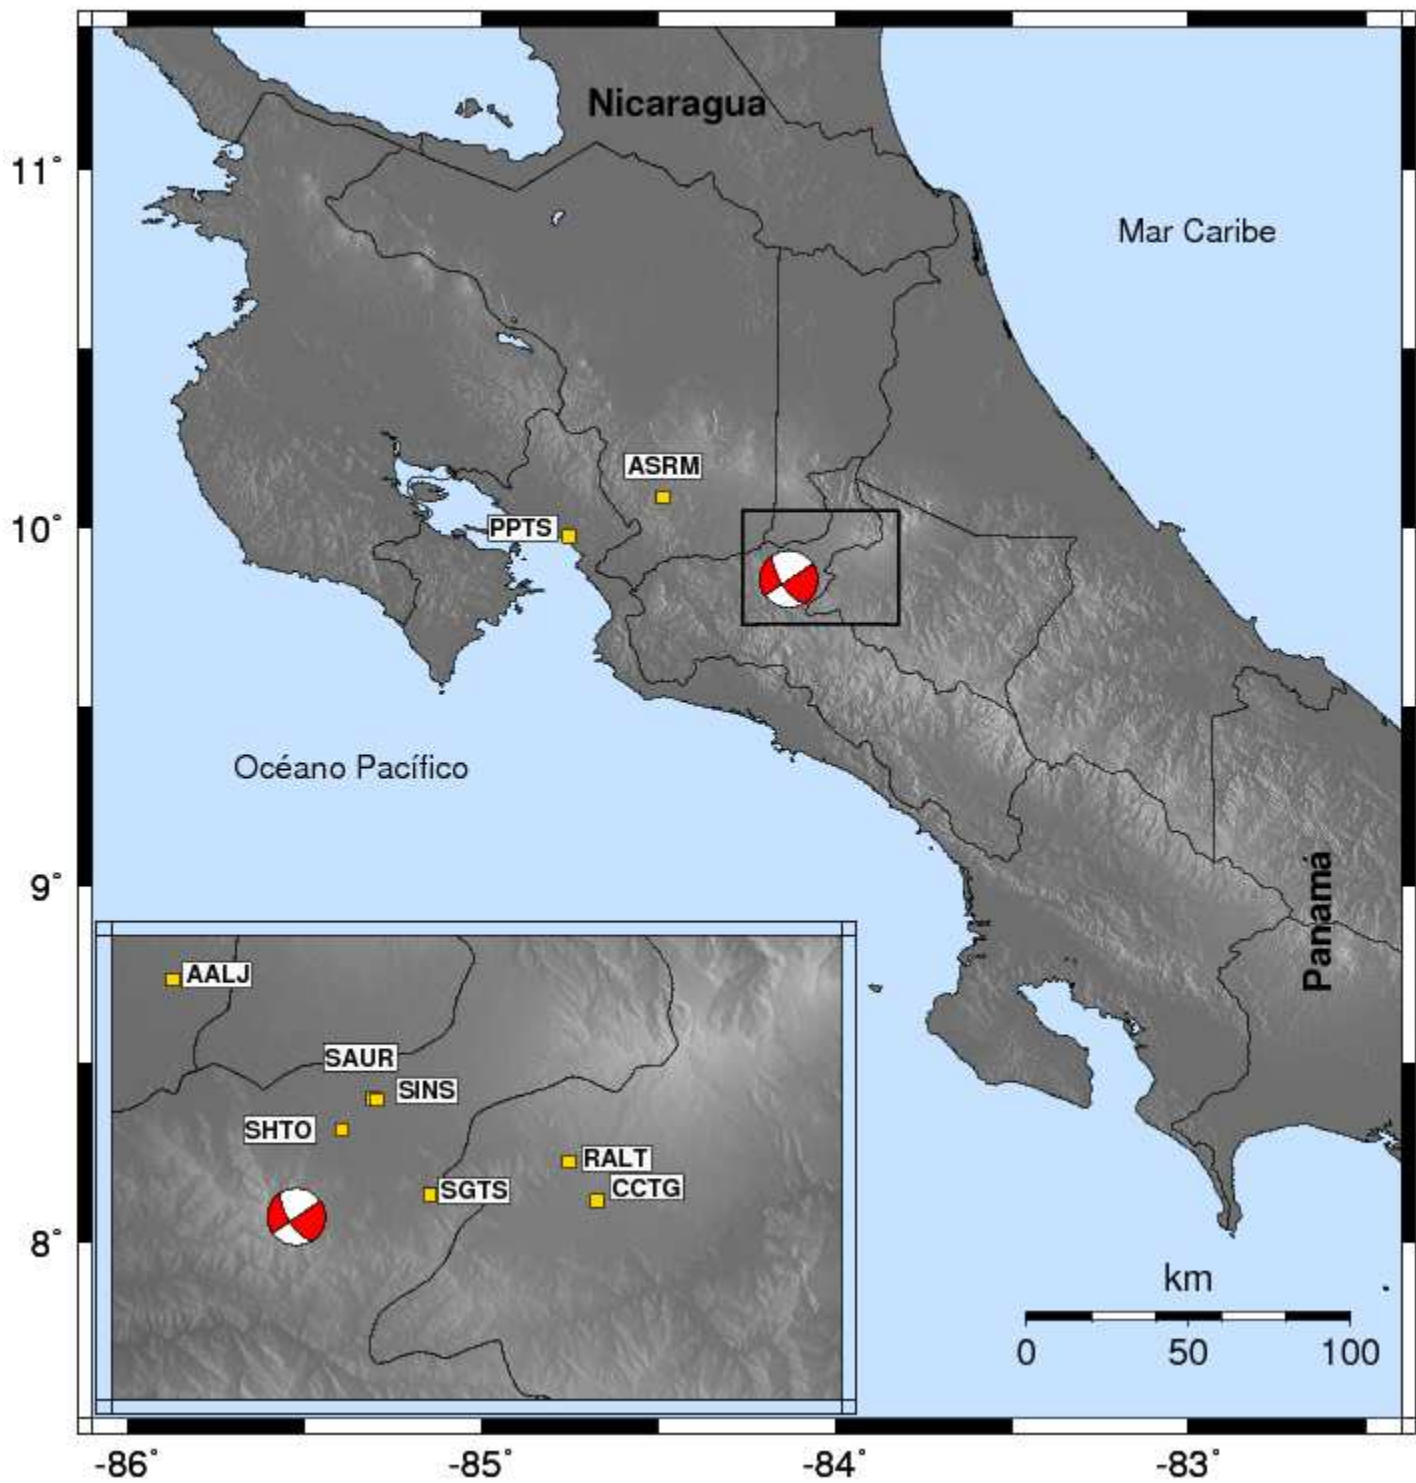 Nicaragua
11°
Mar Caribe
ASRM
10°
PPTS
Océano Pacífico
9°
Panamá
AALJ
SAUR
SINS
SHTO
RALT
SGTS
CCTG
8°
km
0 50 100
-86° -85° -84° -83°